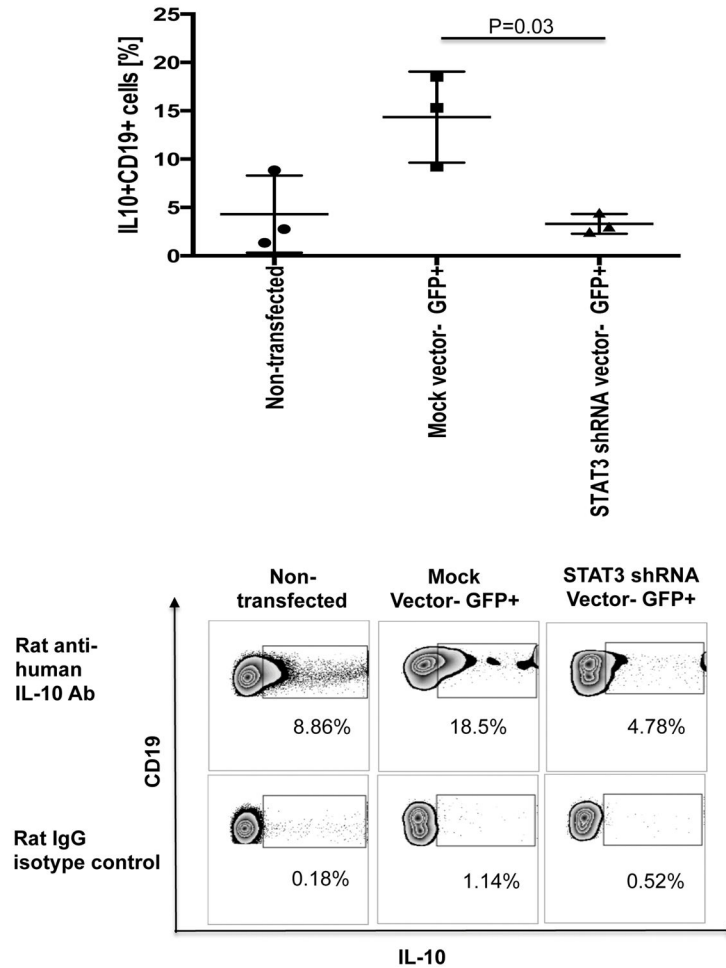 P=0.03
IL10+CD19+ cells [%]
25
20
15
10
5
0
Non-transfected
Mock vector- GFP+
STAT3 shRNA vector- GFP+
Non-
transfected
Mock
Vector- GFP+
STAT3 shRNA
Vector- GFP+
Rat anti-
human
IL-10 Ab
8.86%
18.5%
4.78%
CD19
Rat IgG
isotype control
0.18%
1.14%
0.52%
IL-10